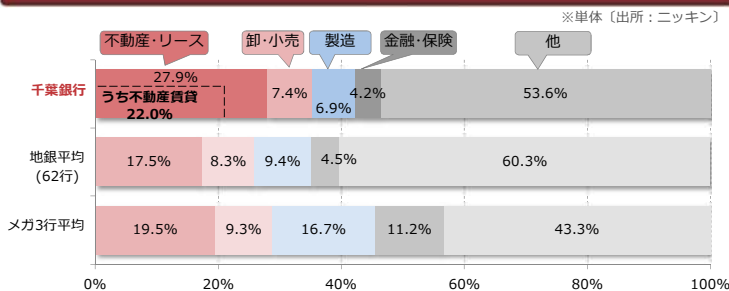 ※単体〔出所：ニッキン〕
不動産・リース 卸・小売 製造 金融・保険 他
千葉銀行
27.9% 7.4% 6.9% 4.2% 53.6%
うち不動産賃貸
22.0%
地銀平均
(62行)
17.5% 8.3% 9.4% 4.5% 60.3%
メガ3行平均
19.5% 9.3% 16.7% 11.2% 43.3%
0% 20% 40% 60% 80% 100%